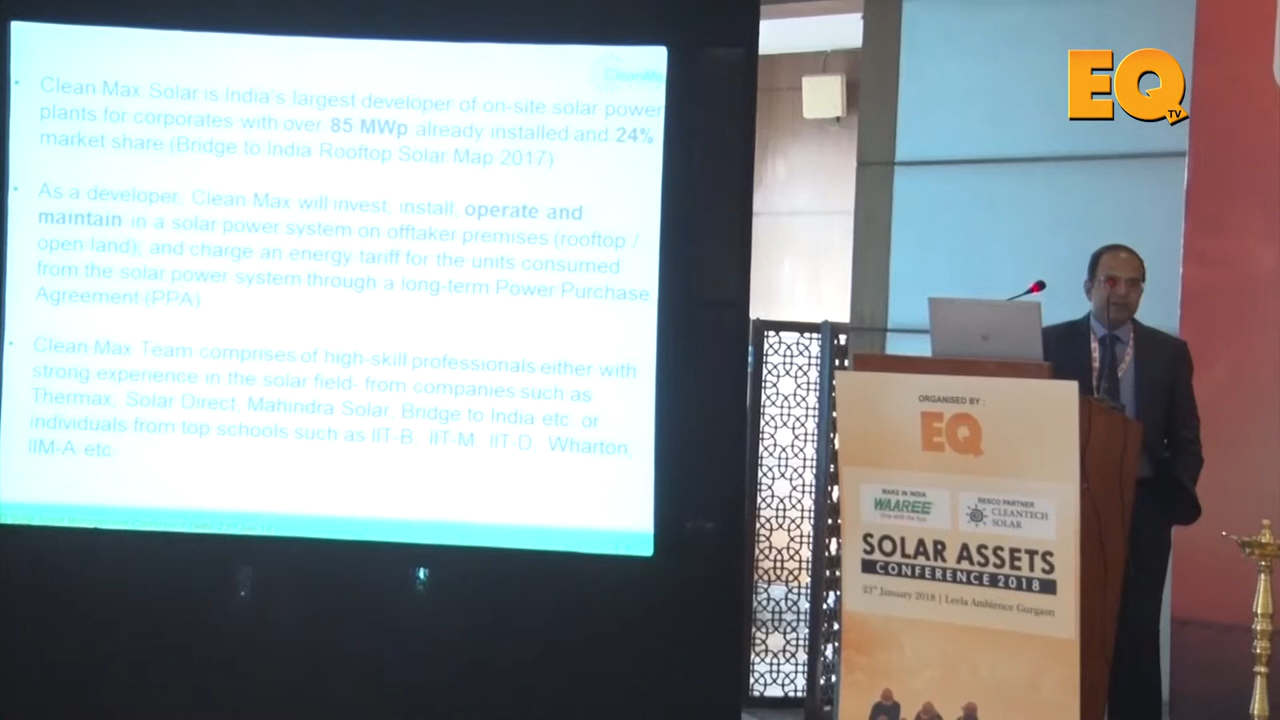 CleanMa
• Clean Max Solar is India's largest developer of on-site solar power
plants for corporates with over 85 MWp already installed and 24%
market share (Bridge to India Rooftop Solar Map 2017)
• As a developer, Clean Max will invest, install, operate and
maintain in a solar power system on offtaker premises (rooftop /
open land), and charge an energy tariff for the units consumed
from the solar power system through a long-term Power Purchase
Agreement (PPA)
• Clean Max Team comprises of high-skill professionals either with
strong experience in the solar field- from companies such as
Thermax, Solar Direct, Mahindra Solar, Bridge to India etc. or
individuals from top schools such as IIT-B, IIT-M, IIT-D, Wharton,
IIM-A etc.
EQ
TV
ORGANISED BY :
EQ
MAKE IN INDIA
WAAREE
One with the Sun
RESCO PARTNER
CLEANTECH
SOLAR
SOLAR ASSETS
CONFERENCE 2018
23rd January 2018 | Leela Ambience Gurgaon